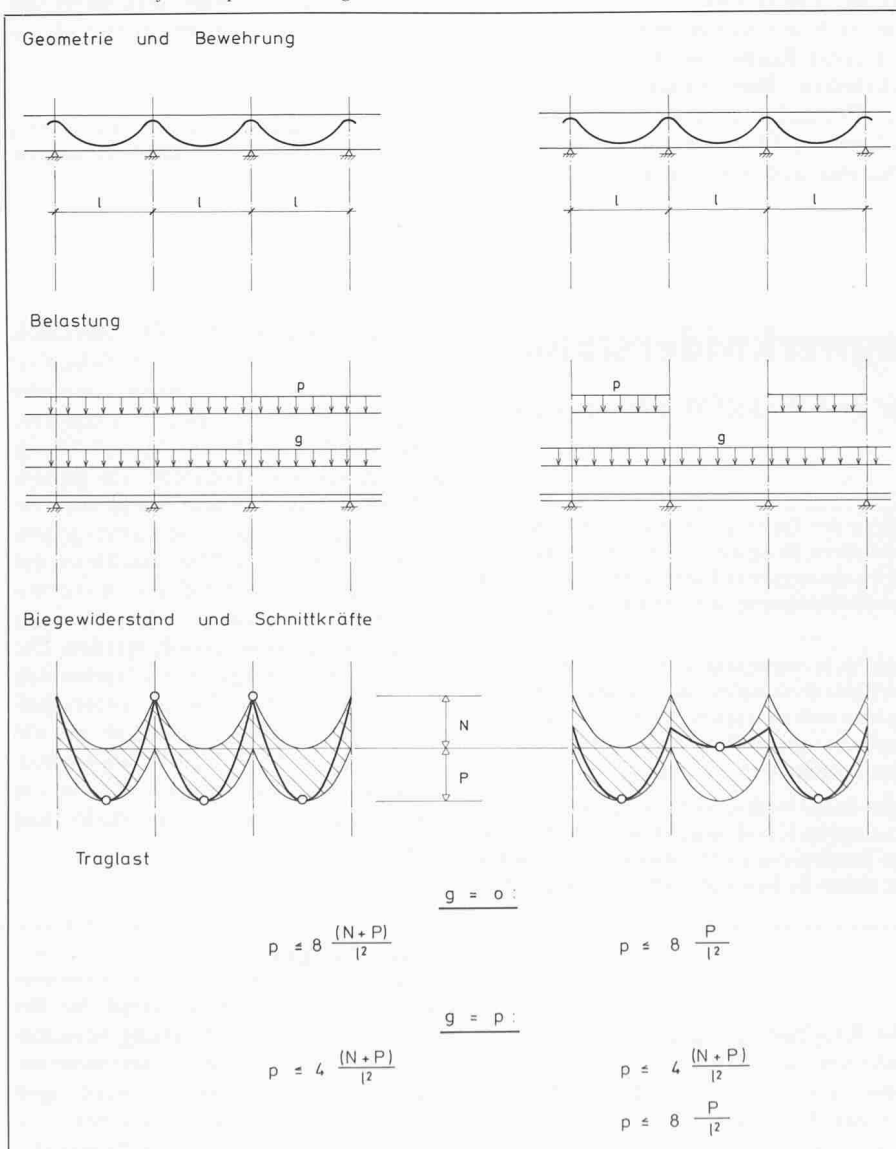 Geometrie und Bewehrung
l l l
l l l
Belastung
p
g
p
g
Biegewiderstand und Schnittkräfte
N
P
Traglast
g = o :
p ≤ 8 (N + P) / l²
p ≤ 8 P / l²
g = p :
p ≤ 4 (N + P) / l²
p ≤ 4 (N + P) / l²
p ≤ 8 P / l²